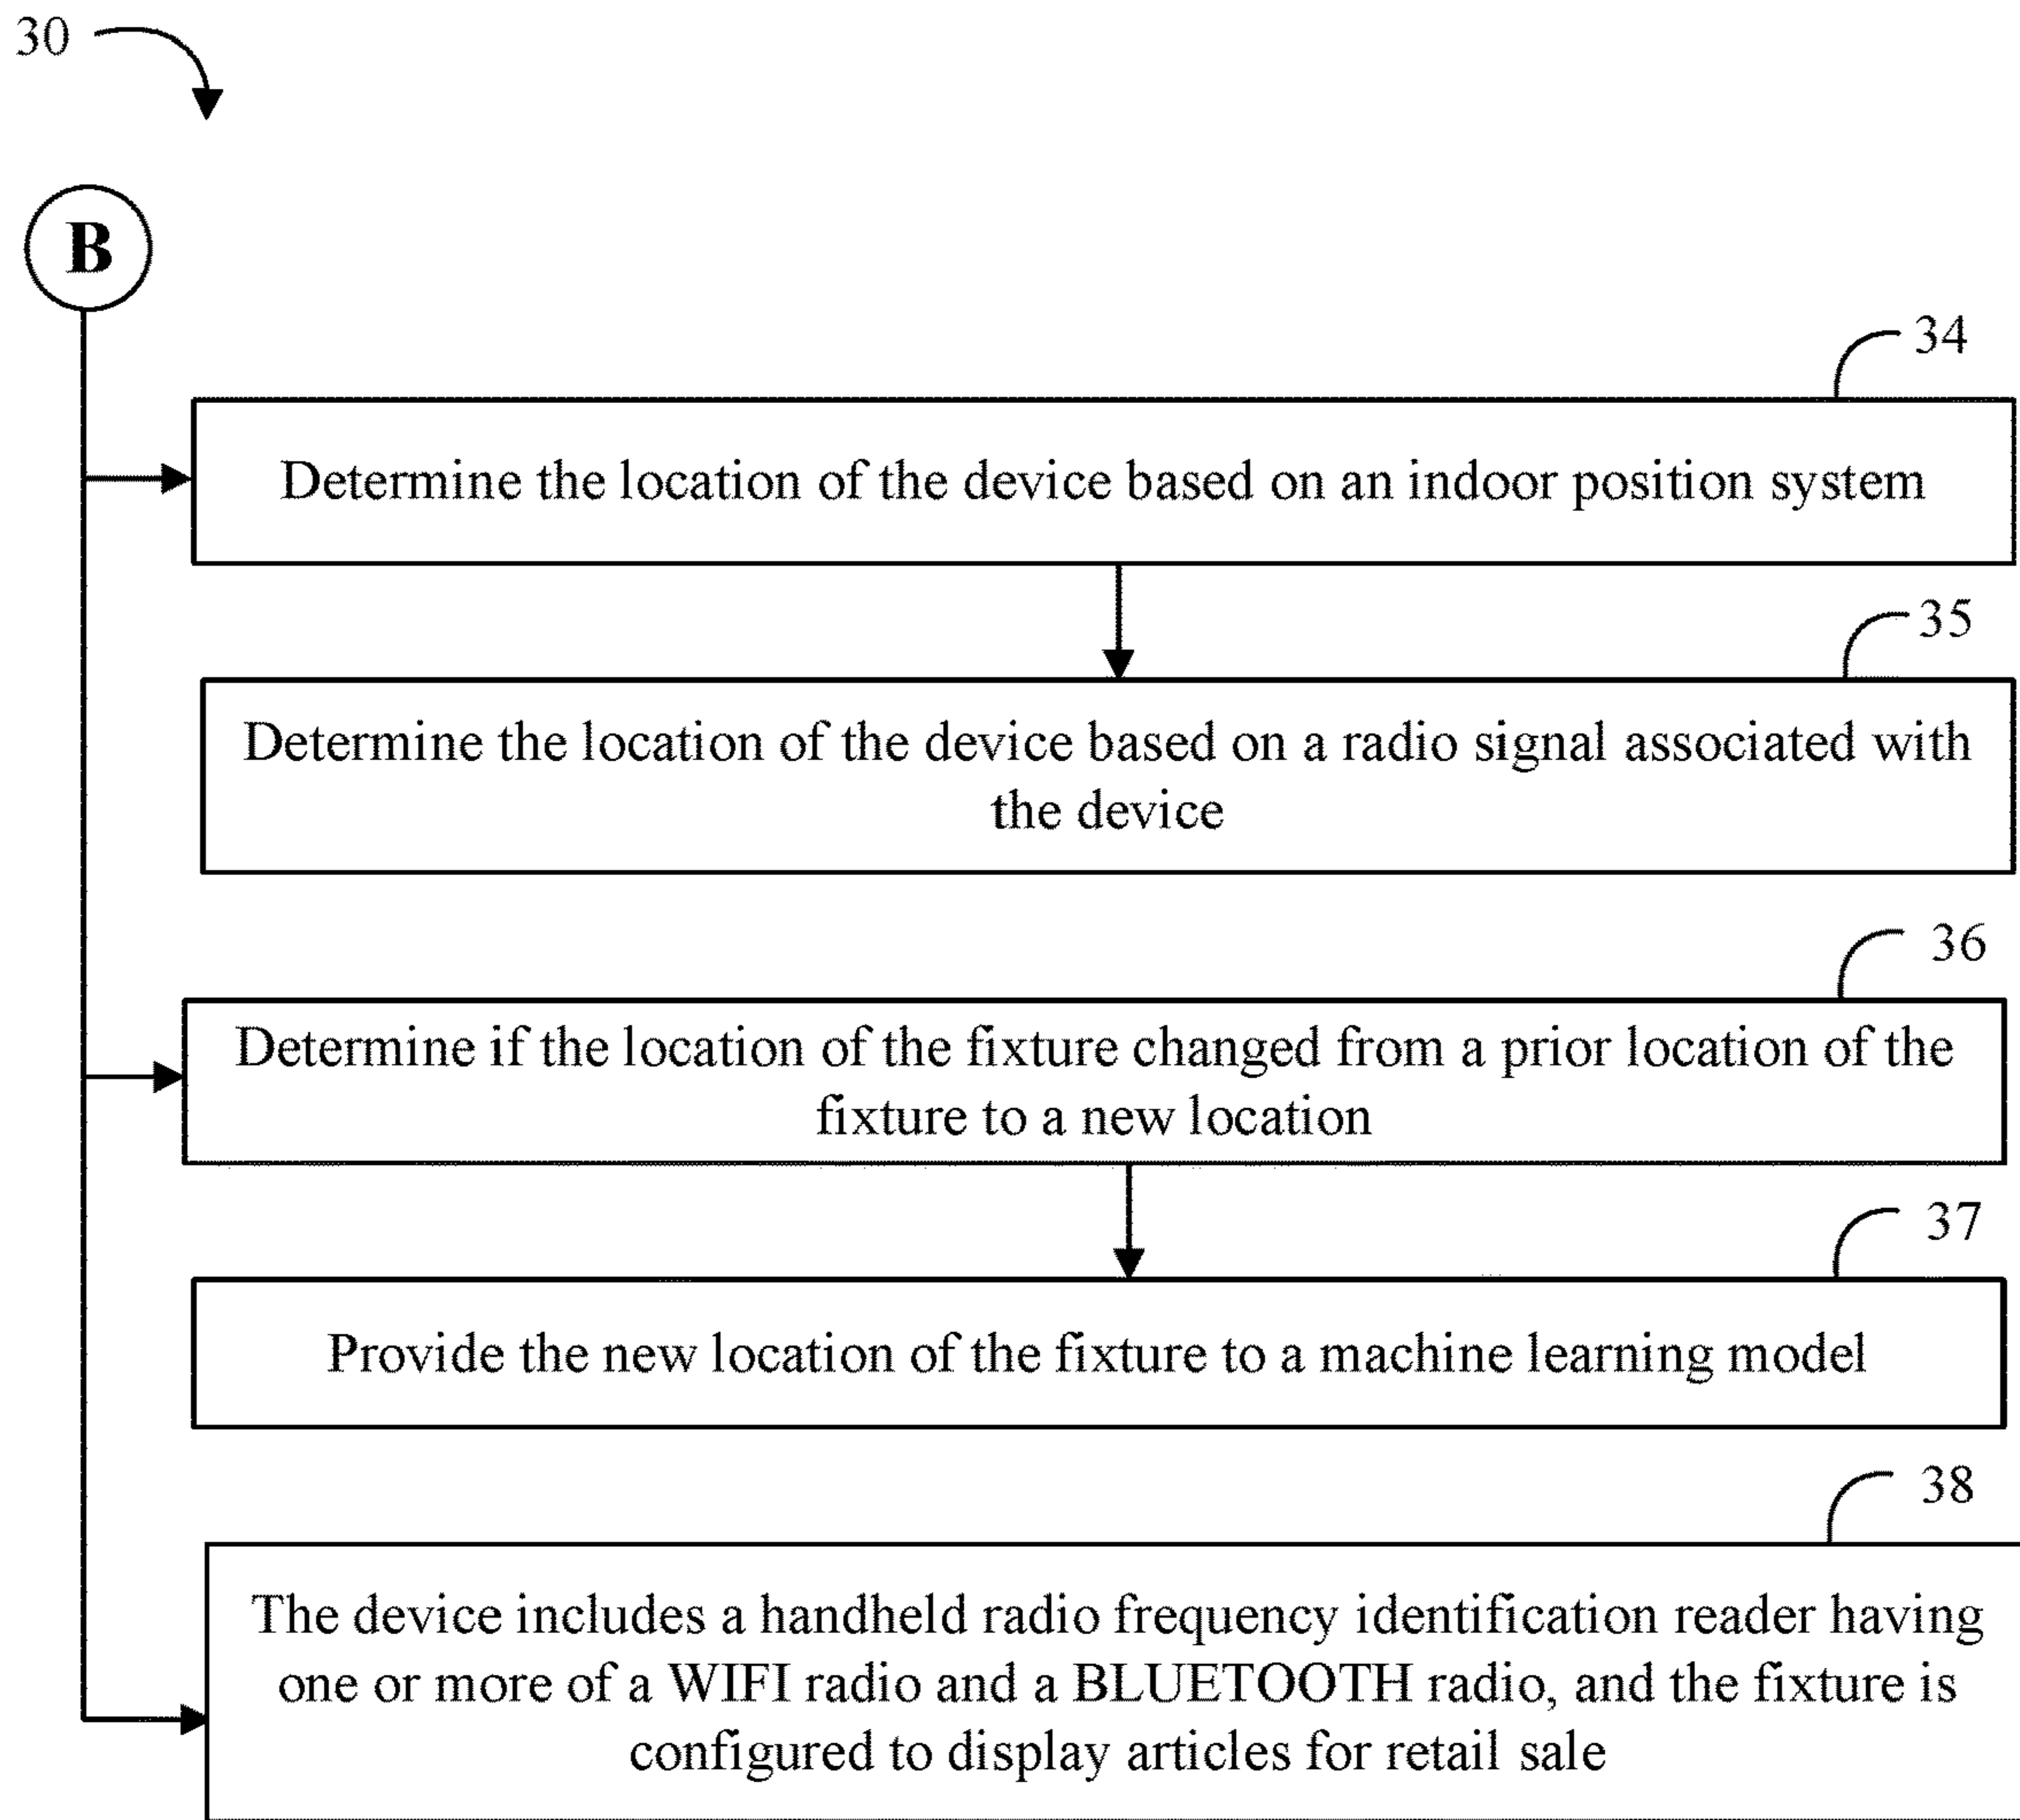 30
B
34
Determine the location of the device based on an indoor position system
35
Determine the location of the device based on a radio signal associated with
the device
36
Determine if the location of the fixture changed from a prior location of the
fixture to a new location
37
Provide the new location of the fixture to a machine learning model
38
The device includes a handheld radio frequency identification reader having
one or more of a WIFI radio and a BLUETOOTH radio, and the fixture is
configured to display articles for retail sale